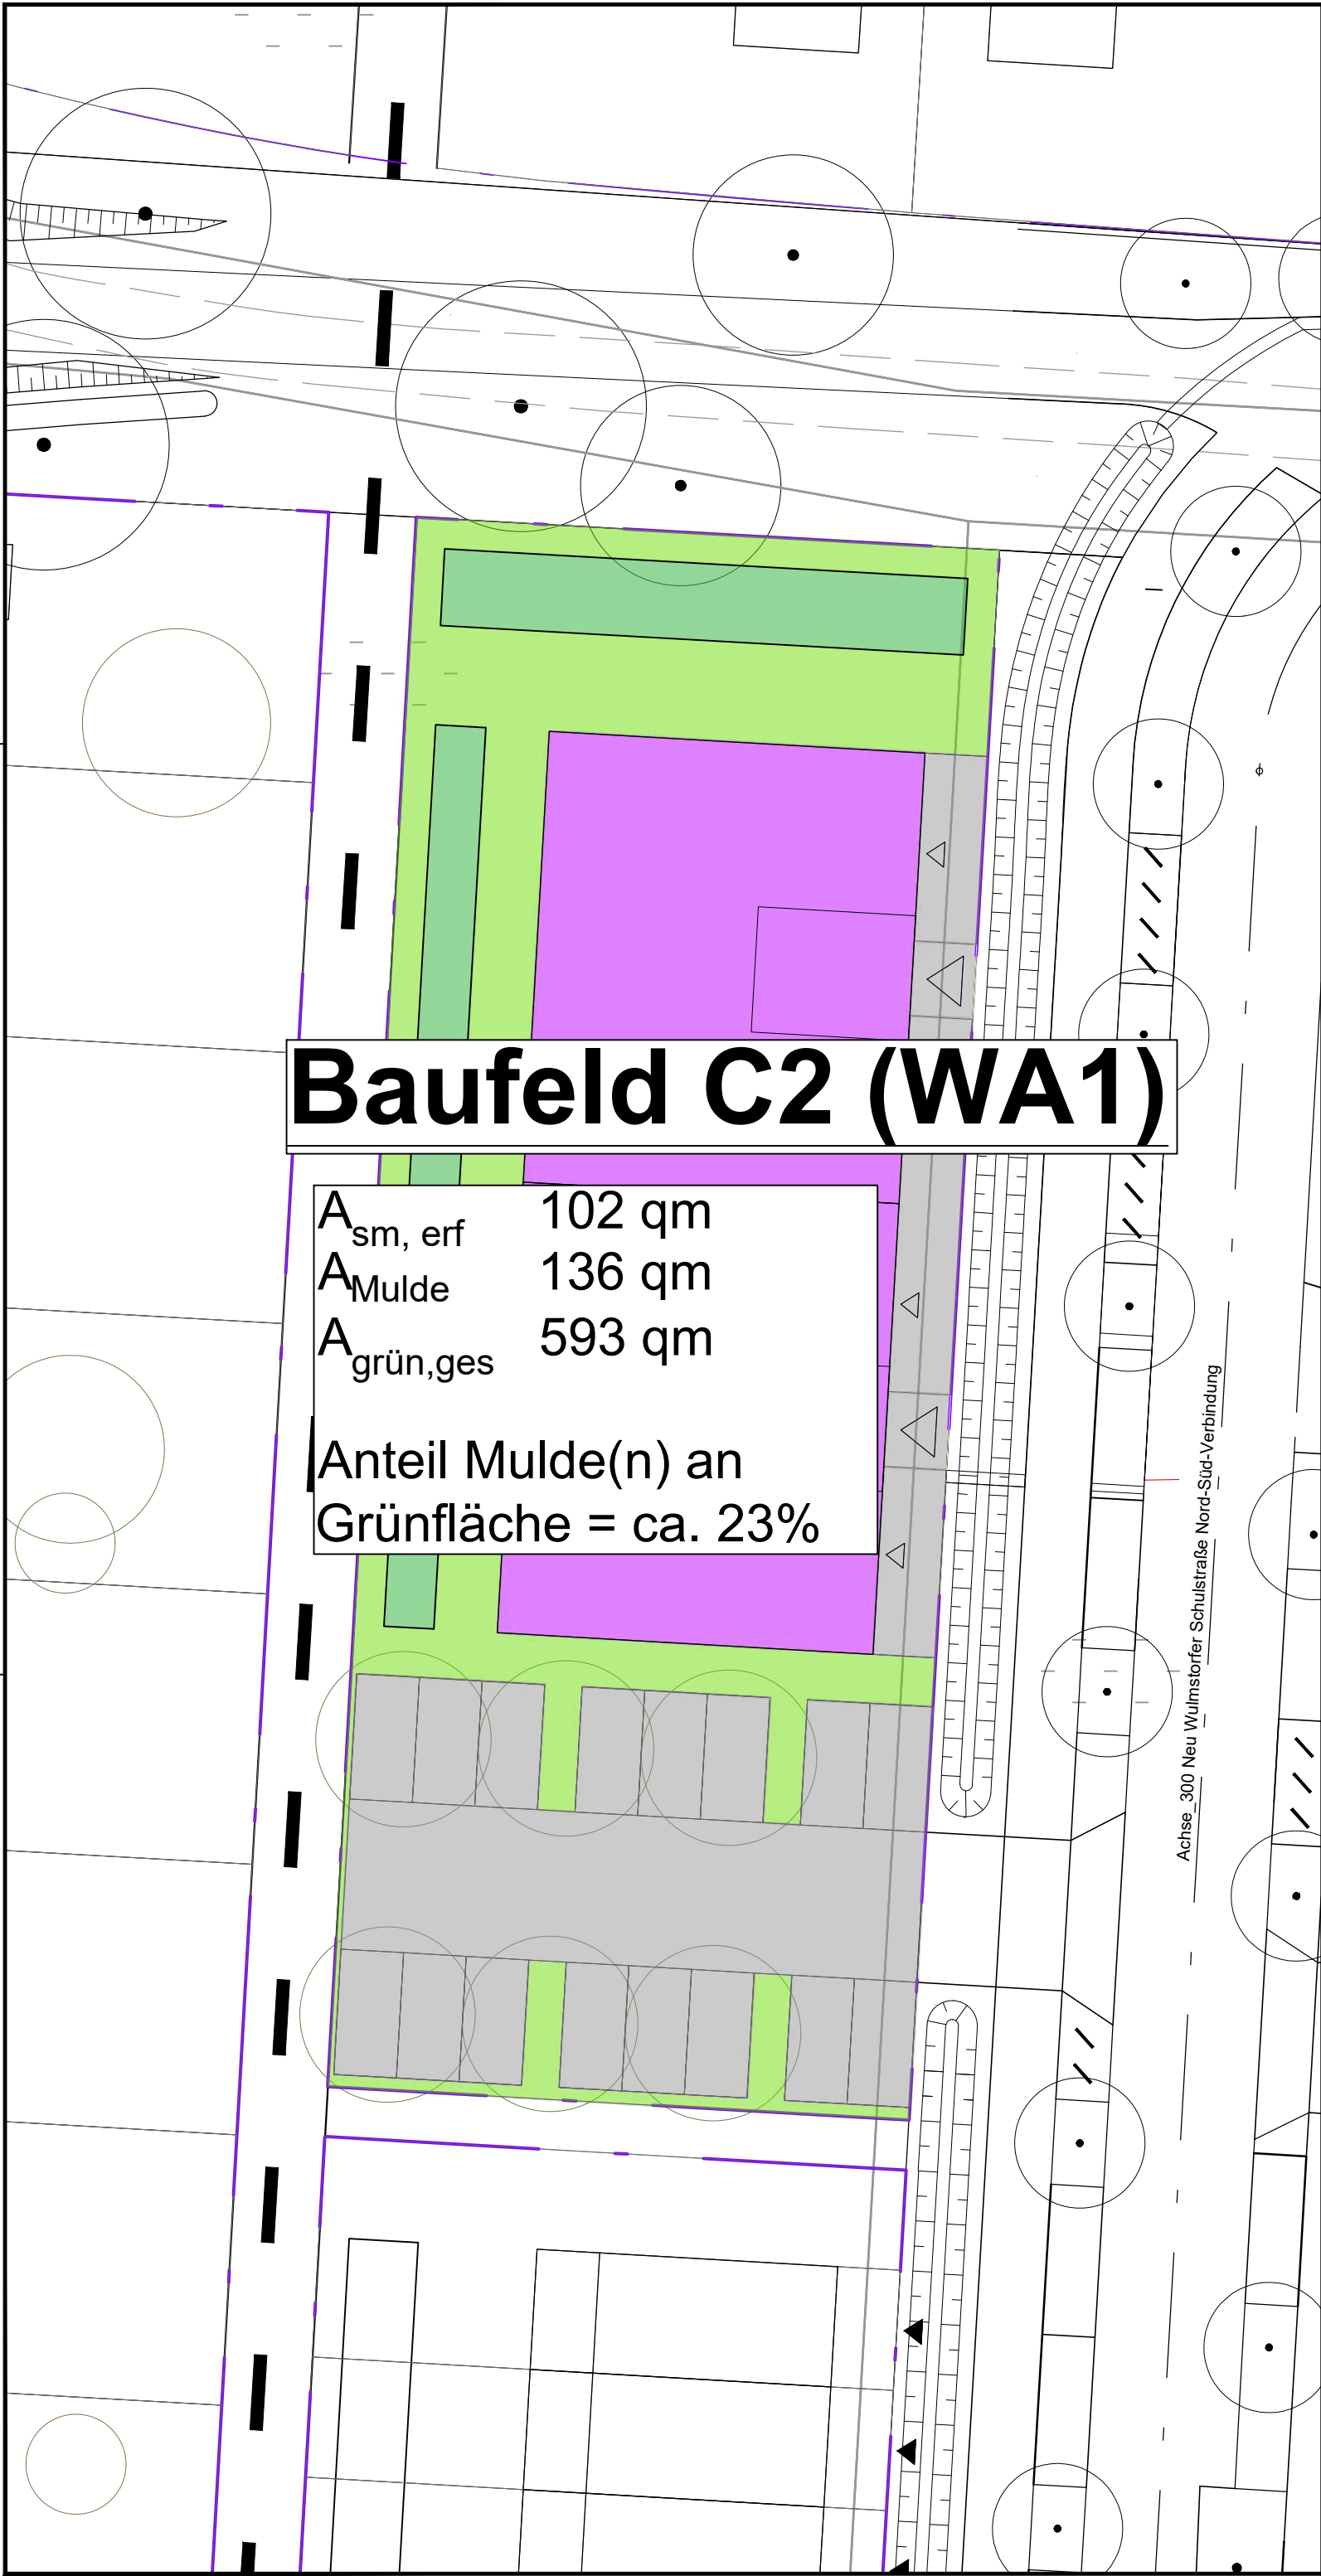 Baufeld C2 (WA1)
Asm, erf 102 qm
AMulde 136 qm
Agrün,ges 593 qm
Anteil Mulde(n) an
Grünfläche = ca. 23%
Achse_300 Neu Wulmstorfer Schulstraße Nord-Süd-Verbindung